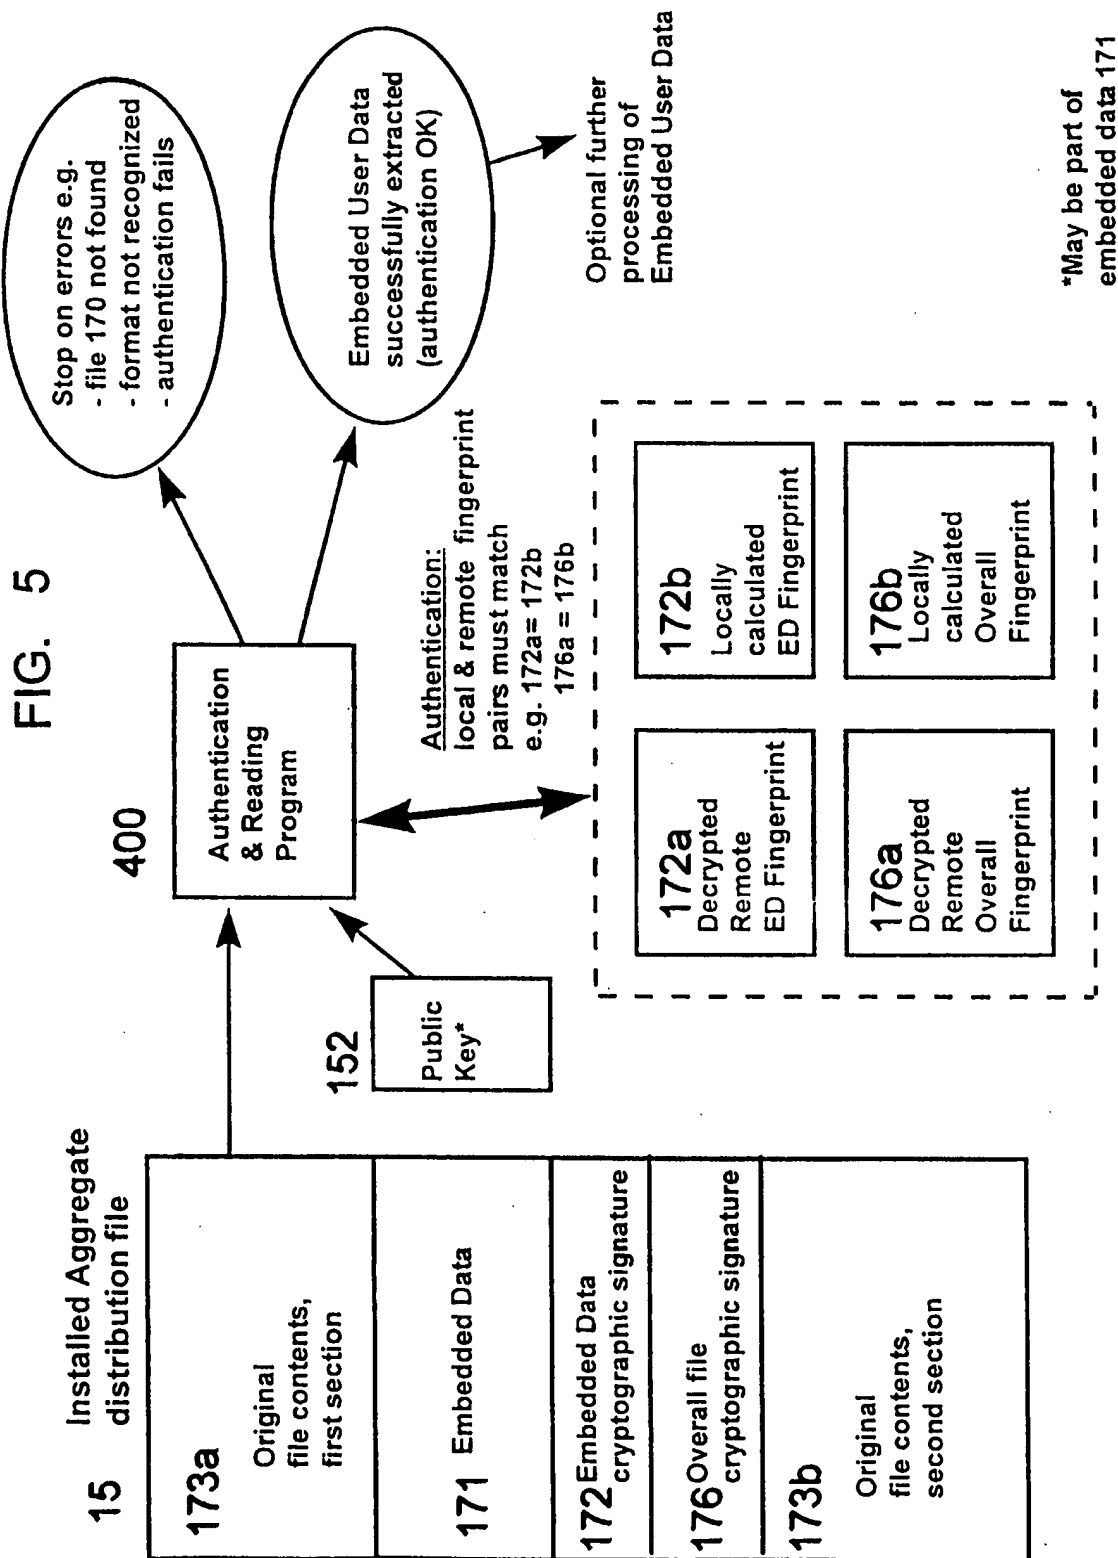 FIG. 5
15 Installed Aggregate
distribution file
173a
Original
file contents,
first section
171 Embedded Data
172 Embedded Data
cryptographic signature
176 Overall file
cryptographic signature
173b
Original
file contents,
second section
152
Public
Key*
400
Authentication
& Reading
Program
Stop on errors e.g.
- file 170 not found
- format not recognized
- authentication fails
Embedded User Data
successfully extracted
(authentication OK)
Optional further
processing of
Embedded User Data
Authentication:
local & remote fingerprint
pairs must match
e.g. 172a= 172b
176a = 176b
172a
Decrypted
Remote
ED Fingerprint
172b
Locally
calculated
ED Fingerprint
176a
Decrypted
Remote
Overall
Fingerprint
176b
Locally
calculated
Overall
Fingerprint
*May be part of
embedded data 171